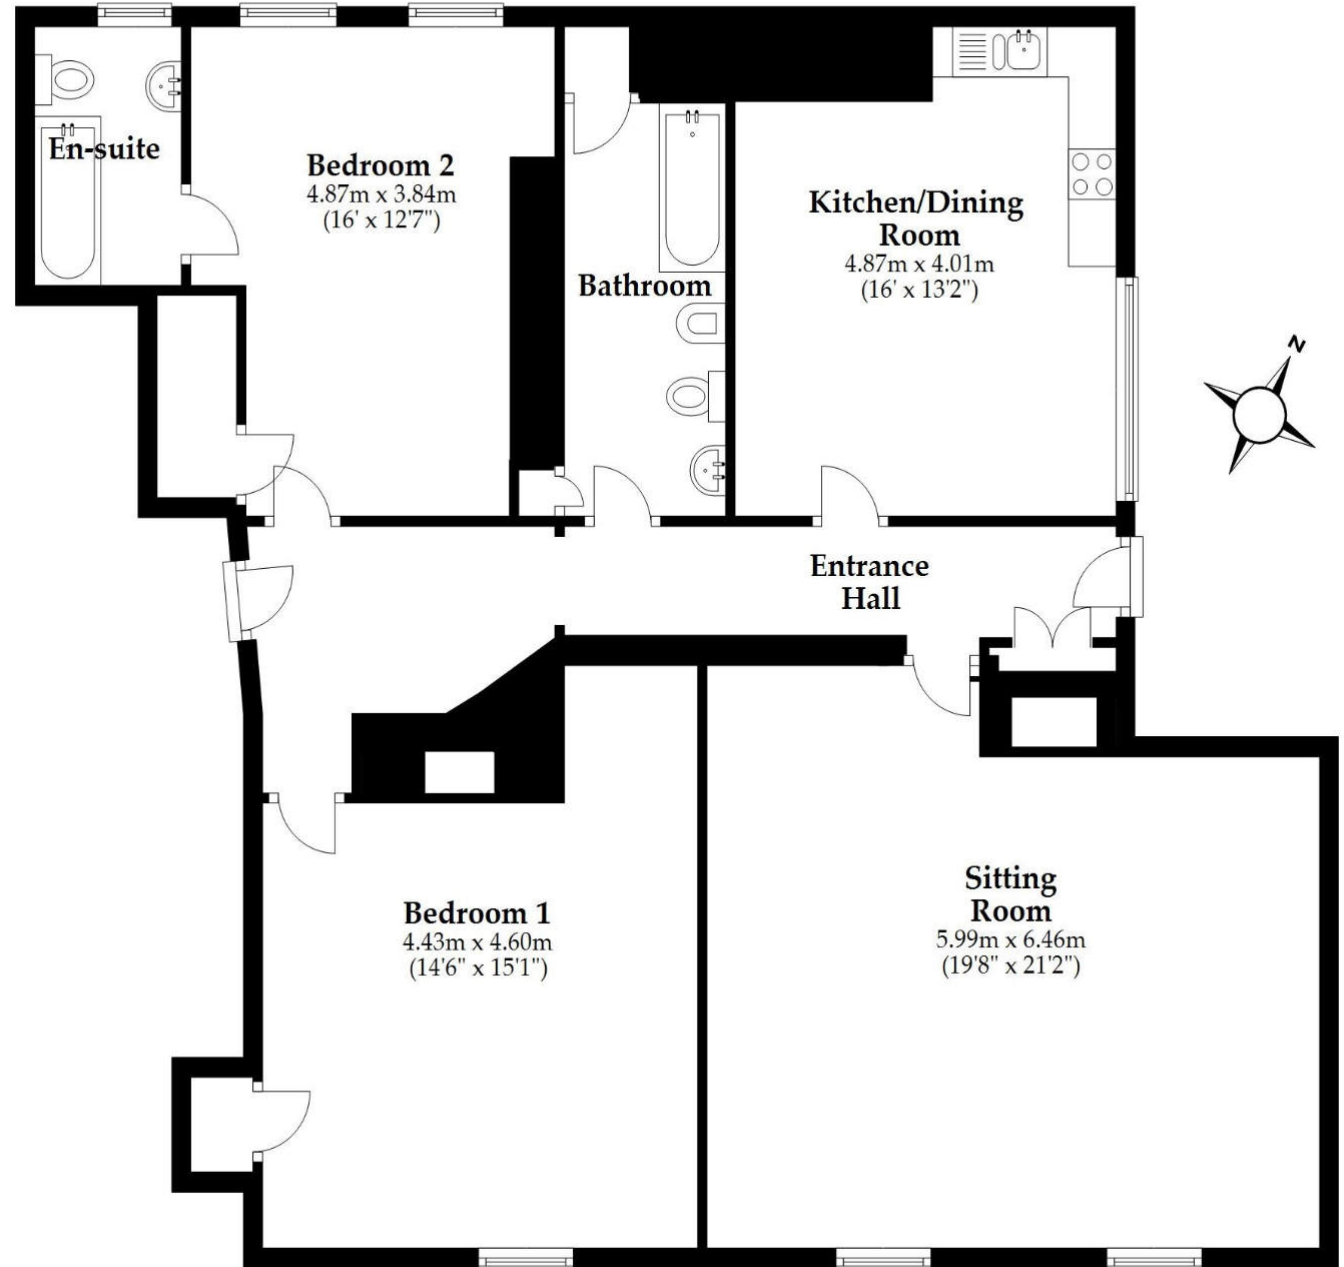 En-suite
Bedroom 2
4.87m x 3.84m
(16' x 12'7")
Bathroom
Kitchen/Dining
Room
4.87m x 4.01m
(16' x 13'2")
N
Entrance
Hall
Bedroom 1
4.43m x 4.60m
(14'6" x 15'1")
Sitting
Room
5.99m x 6.46m
(19'8" x 21'2")